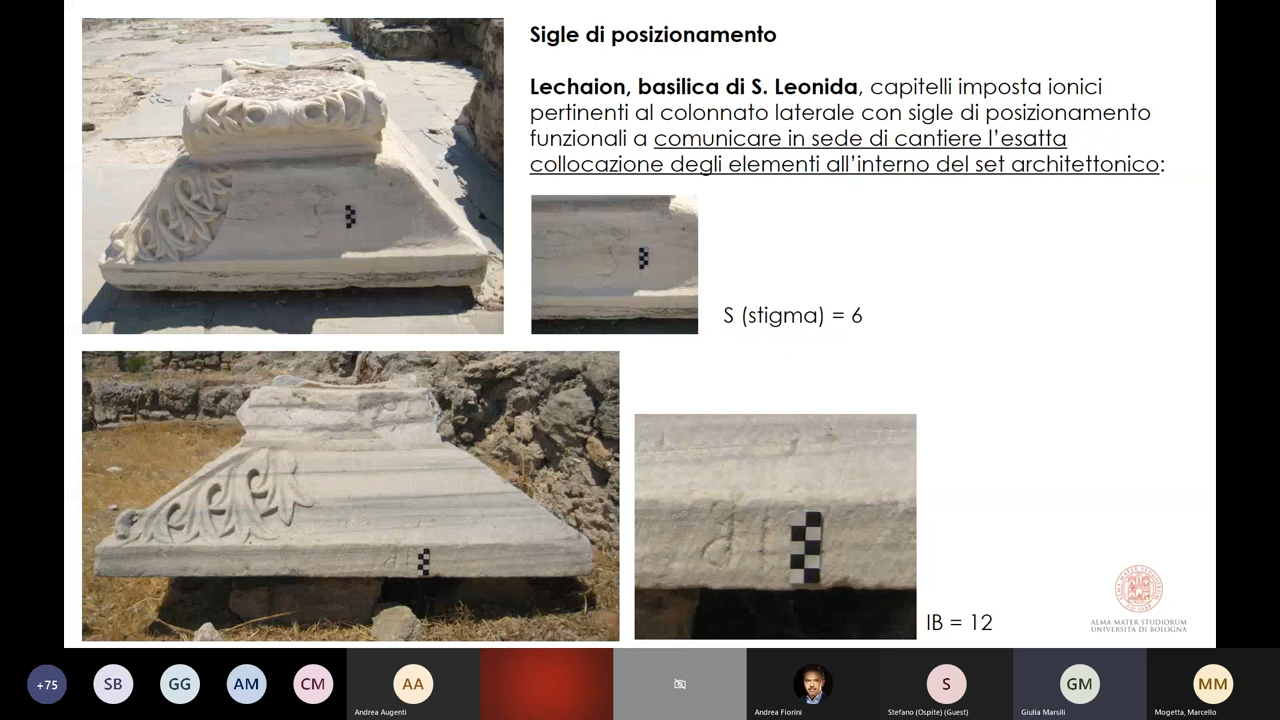 Sigle di posizionamento
Lechaion, basilica di S. Leonida, capitelli imposta ionici
pertinenti al colonnato laterale con sigle di posizionamento
funzionali a comunicare in sede di cantiere l'esatta
collocazione degli elementi all'interno del set architettonico:
S (stigma) = 6
IB = 12
ALMA MATER STUDIORUM
UNIVERSITÀ DI BOLOGNA
+75
SB
GG
AM
CM
AA
Andrea Augenti
Andrea Fiorini
S
Stefano (Ospite) (Guest)
GM
Giulia Marsili
MM
Mogetta, Marcello